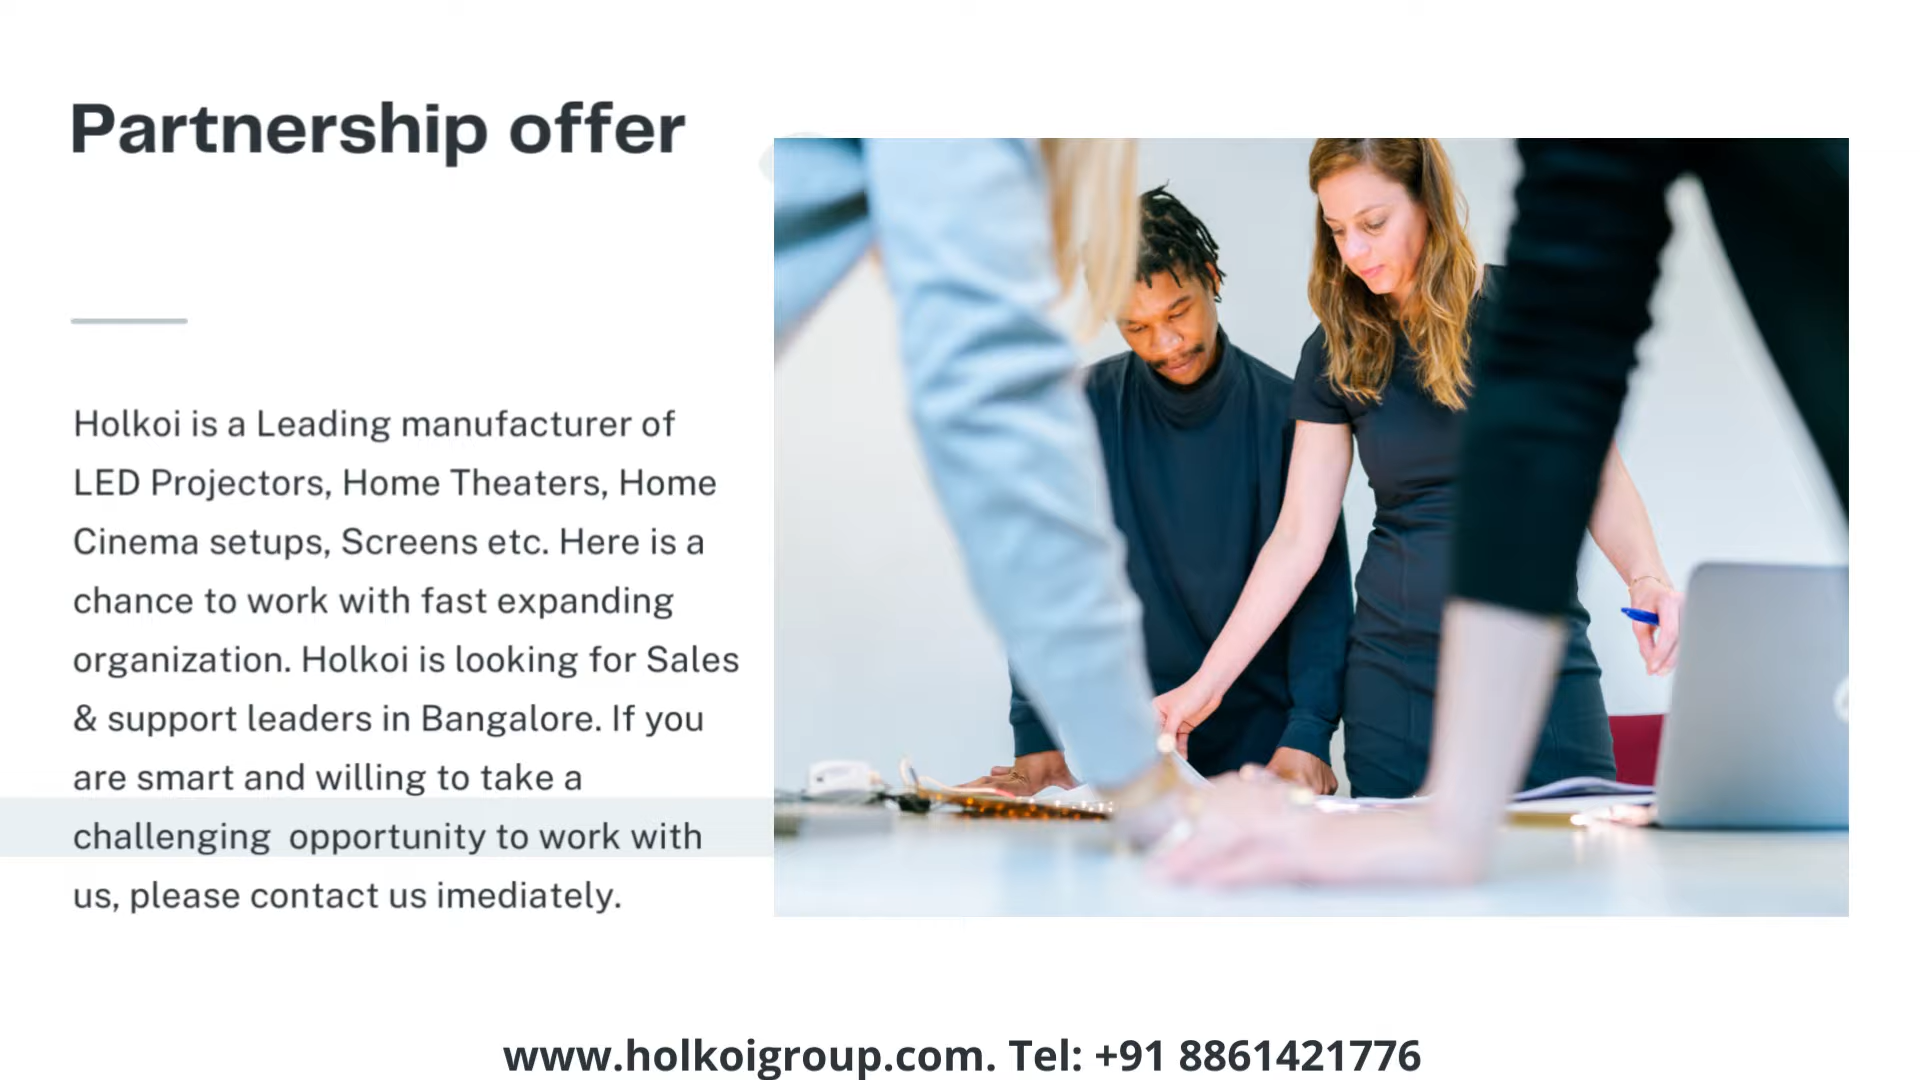 Partnership offer
Holkoi is a Leading manufacturer of
LED Projectors, Home Theaters, Home
Cinema setups, Screens etc. Here is a
chance to work with fast expanding
organization. Holkoi is looking for Sales
& support leaders in Bangalore. If you
are smart and willing to take a
challenging  opportunity to work with
us, please contact us imediately.
www.holkoigroup.com. Tel: +91 8861421776